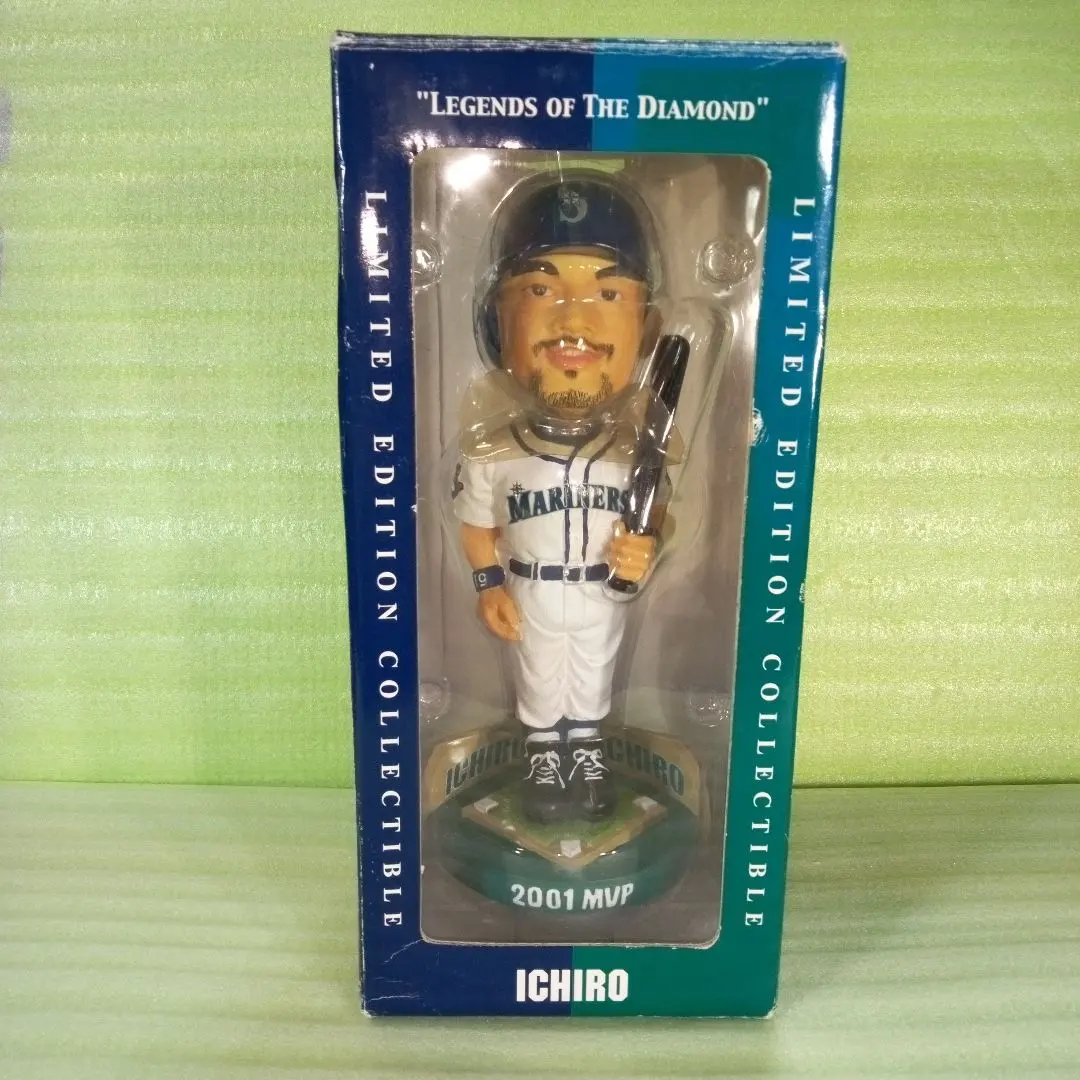 "LEGENDS OF THE DIAMOND"
LIMITED EDITION COLLECTIBLE
LIMITED EDITION COLLECTIBLE
S
MARINERS
ICHIRO
ICHIRO
2001 MVP
ICHIRO